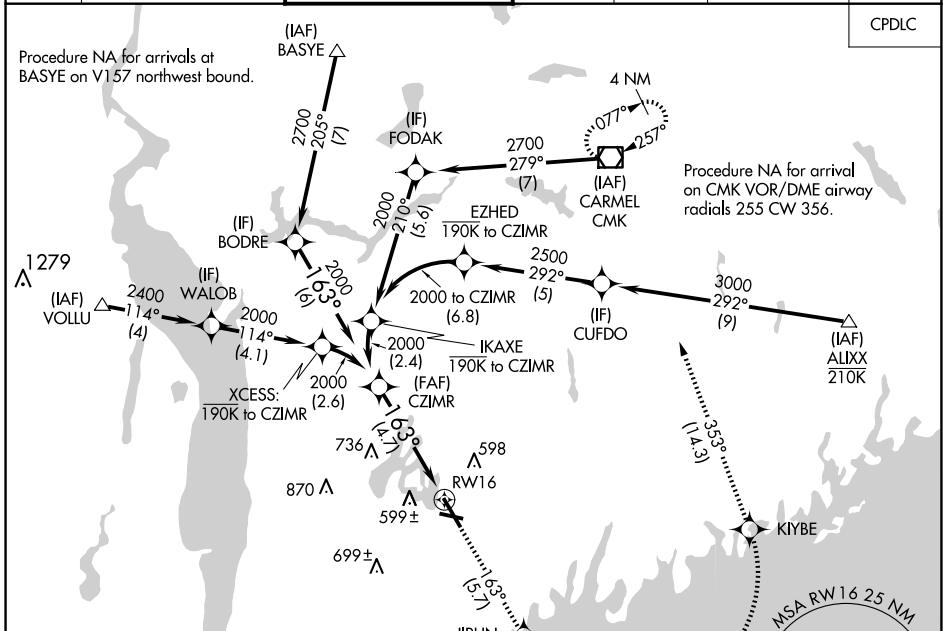 CPDLC
Procedure NA for arrivals at
BASYE on V157 northwest bound.
(IAF)
BASYE
2700
205°
(7)
4 NM
077°
257°
(IF)
FODAK
2700
279°
(7)
(IAF)
CARMEL
CMK
Procedure NA for arrival
on CMK VOR/DME airway
radials 255 CW 356.
2000
210°
(5.6)
EZHED
190K to CZIMR
(IF)
BODRE
2000
163°
(6)
2500
292°
(5)
3000
292°
(9)
1279
(IF)
WALOB
(IAF)
VOLLU
2400
114°
(4)
2000
114°
(4.1)
2000 to CZIMR
(6.8)
(IF)
CUFDO
(IAF)
ALIXX
210K
2000
(2.4)
IKAXE
190K to CZIMR
XCESS:
190K to CZIMR
2000
(2.6)
(FAF)
CZIMR
163°
(4.7)
353°
(14.3)
736
598
RW16
870
599±
KIYBE
699±
163°
(5.7)
MSA RW16 25 NM